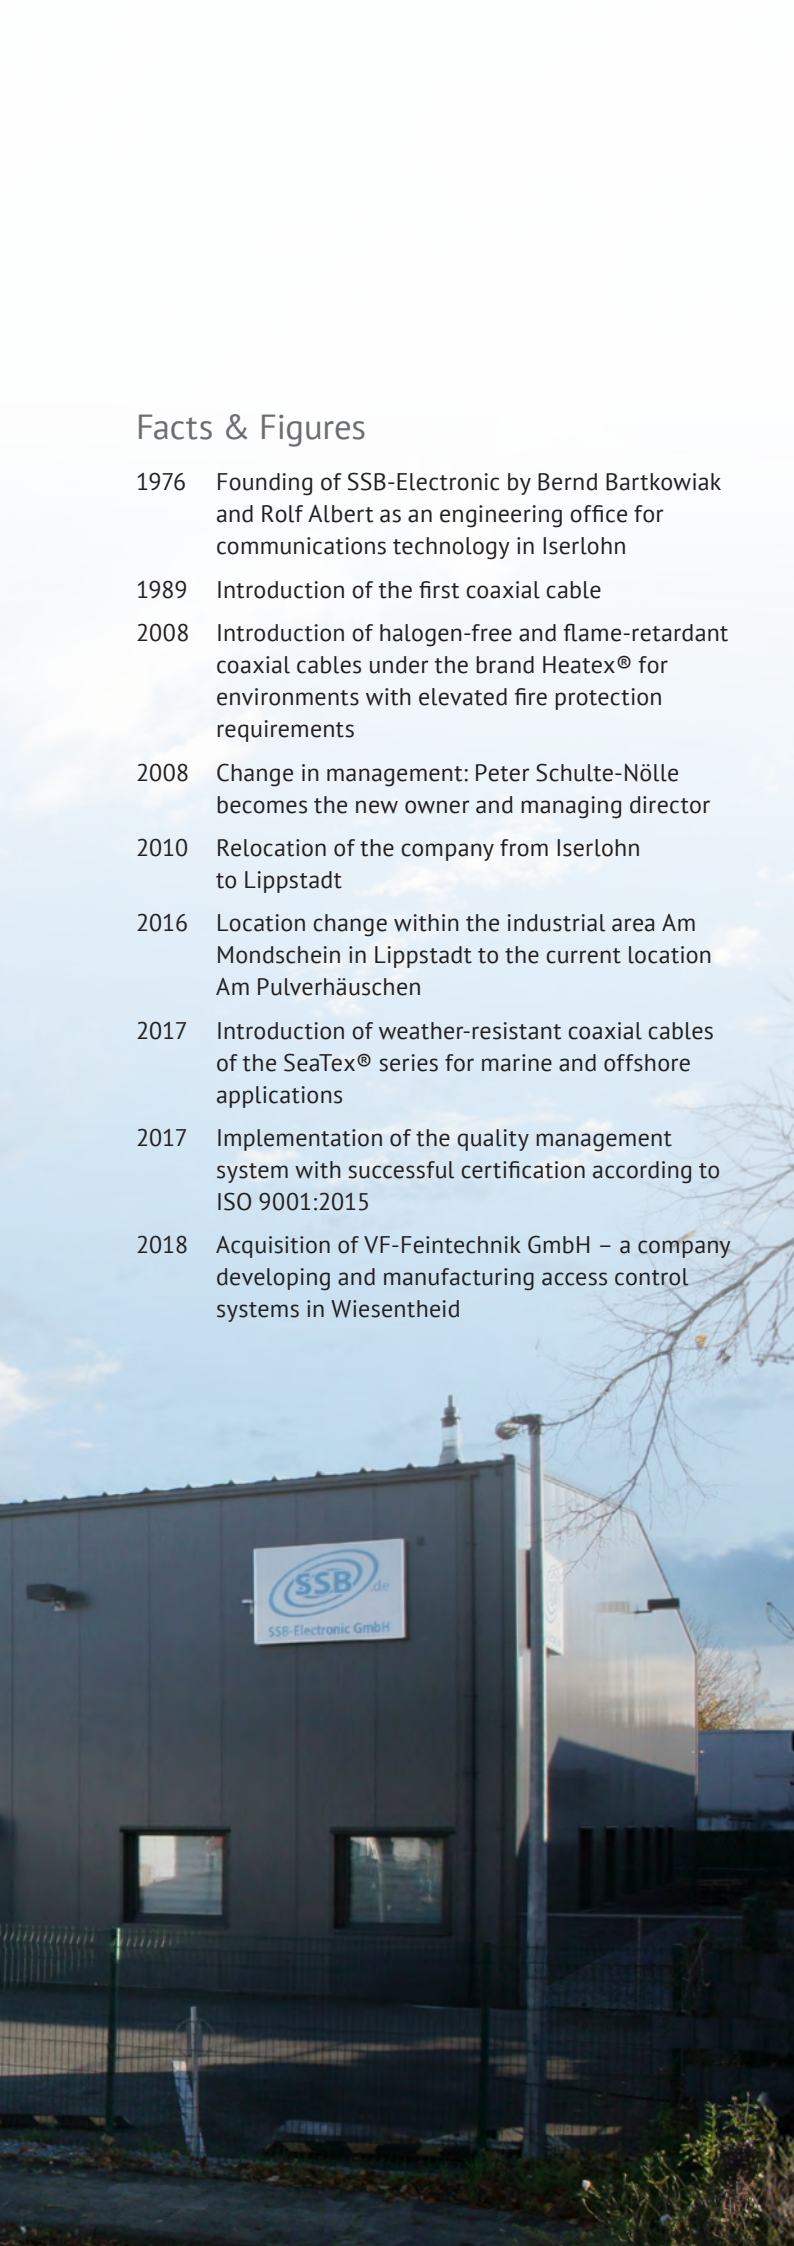 Facts & Figures
1976 Founding of SSB-Electronic by Bernd Bartkowiak
and Rolf Albert as an engineering office for
communications technology in Iserlohn
1989 Introduction of the first coaxial cable
2008 Introduction of halogen-free and flame-retardant
coaxial cables under the brand Heatex® for
environments with elevated fire protection
requirements
2008 Change in management: Peter Schulte-Nölle
becomes the new owner and managing director
2010 Relocation of the company from Iserlohn
to Lippstadt
2016 Location change within the industrial area Am
Mondschein in Lippstadt to the current location
Am Pulverhäuschen
2017 Introduction of weather-resistant coaxial cables
of the SeaTex® series for marine and offshore
applications
2017 Implementation of the quality management
system with successful certification according to
ISO 9001:2015
2018 Acquisition of VF-Feintechnik GmbH – a company
developing and manufacturing access control
systems in Wiesentheid
SSB.de
SSB-Electronic GmbH